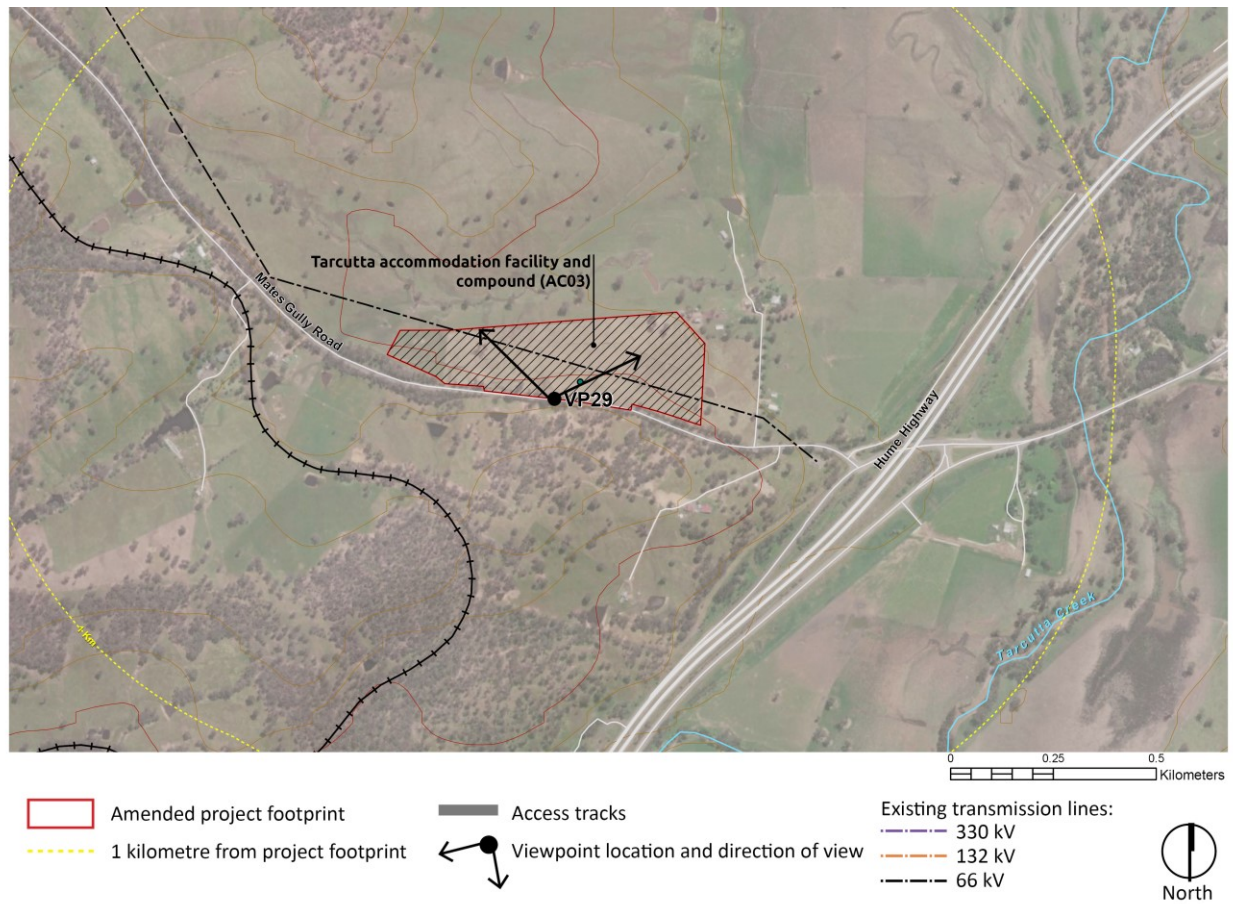 Tarcutta accommodation facility and
compound (AC03)
Mates Gully Road
VP29
Hume Highway
Tarcutta Creek
1 Km
0 0.25 0.5
Kilometers
Amended project footprint
1 kilometre from project footprint
Access tracks
Viewpoint location and direction of view
Existing transmission lines:
330 kV
132 kV
66 kV
North